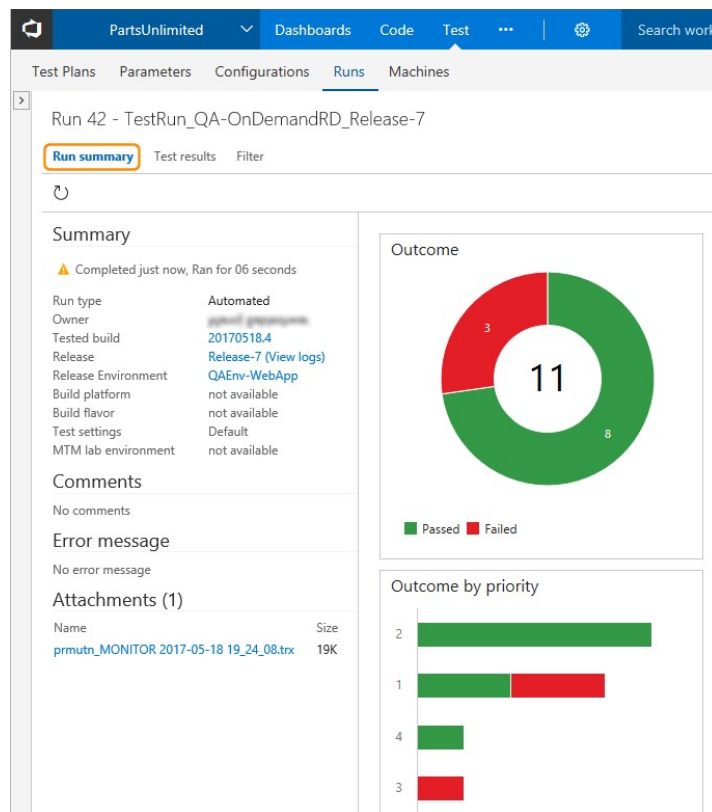 PartsUnlimited Dashboards Code Test ••• Search work
Test Plans Parameters Configurations Runs Machines
Run 42 - TestRun_QA-OnDemandRD_Release-7
Run summary Test results Filter
Summary
Completed just now, Ran for 06 seconds
Run type Automated
Owner
Tested build 20170518.4
Release Release-7 (View logs)
Release Environment QAEnv-WebApp
Build platform not available
Build flavor not available
Test settings Default
MTM lab environment not available
Comments
No comments
Error message
No error message
Attachments (1)
Name Size
prmutn_MONITOR 2017-05-18 19_24_08.trx 19K
Outcome
3
11
8
Passed Failed
Outcome by priority
2
1
4
3